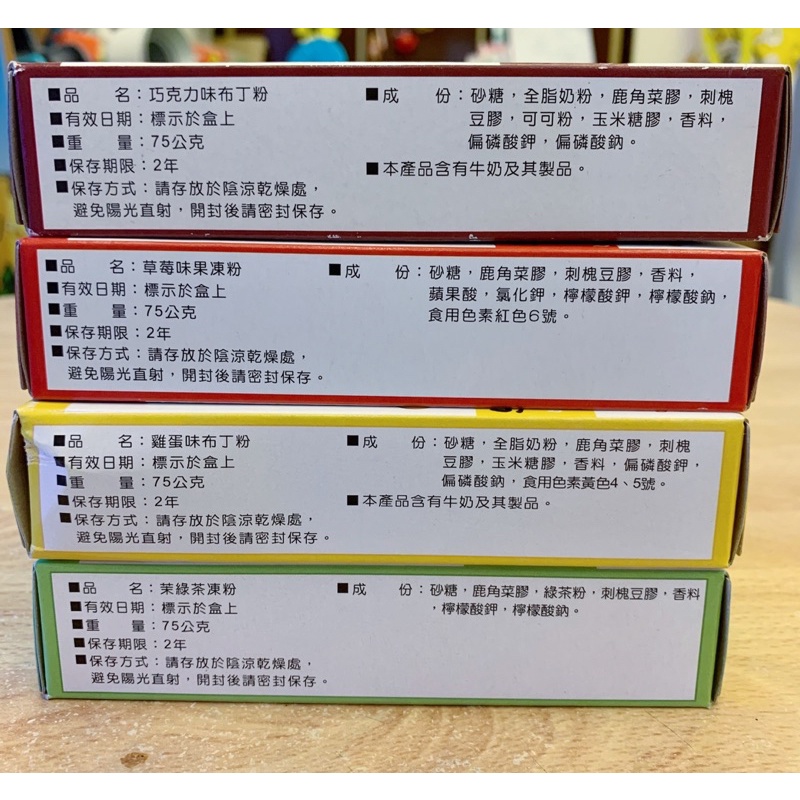 ■品　　名：巧克力味布丁粉
■有效日期：標示於盒上
■重　　量：75公克
■保存期限：2年
■保存方式：請存放於陰涼乾燥處，
避免陽光直射，開封後請密封保存。
■成　　份：砂糖，全脂奶粉，鹿角菜膠，刺槐
豆膠，可可粉，玉米糖膠，香料，
偏磷酸鉀，偏磷酸鈉。
■本產品含有牛奶及其製品。
■品　　名：草莓味果凍粉
■有效日期：標示於盒上
■重　　量：75公克
■保存期限：2年
■保存方式：請存放於陰涼乾燥處，
避免陽光直射，開封後請密封保存。
■成　　份：砂糖，鹿角菜膠，刺槐豆膠，香料，
蘋果酸，氯化鉀，檸檬酸鉀，檸檬酸鈉，
食用色素紅色6號。
■品　　名：雞蛋味布丁粉
■有效日期：標示於盒上
■重　　量：75公克
■保存期限：2年
■保存方式：請存放於陰涼乾燥處，
避免陽光直射，開封後請密封保存。
■成　　份：砂糖，全脂奶粉，鹿角菜膠，刺槐
豆膠，玉米糖膠，香料，偏磷酸鉀，
偏磷酸鈉，食用色素黃色4、5號。
■本產品含有牛奶及其製品。
■品　　名：茉綠茶凍粉
■有效日期：標示於盒上
■重　　量：75公克
■保存期限：2年
■保存方式：請存放於陰涼乾燥處，
避免陽光直射，開封後請密封保存。
■成　　份：砂糖，鹿角菜膠，綠茶粉，刺槐豆膠，香料
，檸檬酸鉀，檸檬酸鈉。